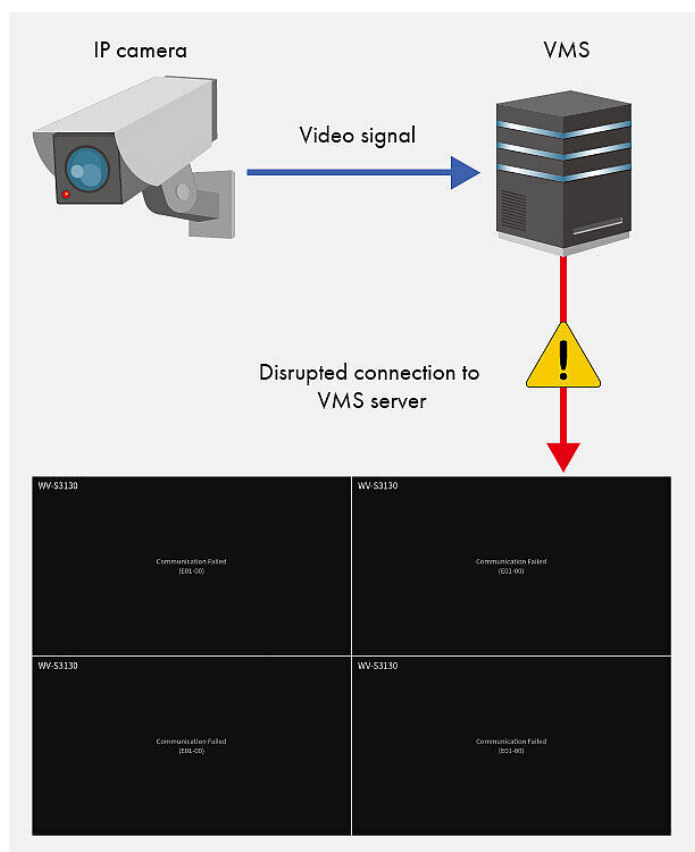 IP camera
VMS
Video signal
Disrupted connection to
VMS server
WV-S3130
WV-S3130
Communication Failed
(E01-00)
Communication Failed
(E01-00)
WV-S3130
WV-S3130
Communication Failed
(E01-00)
Communication Failed
(E01-00)